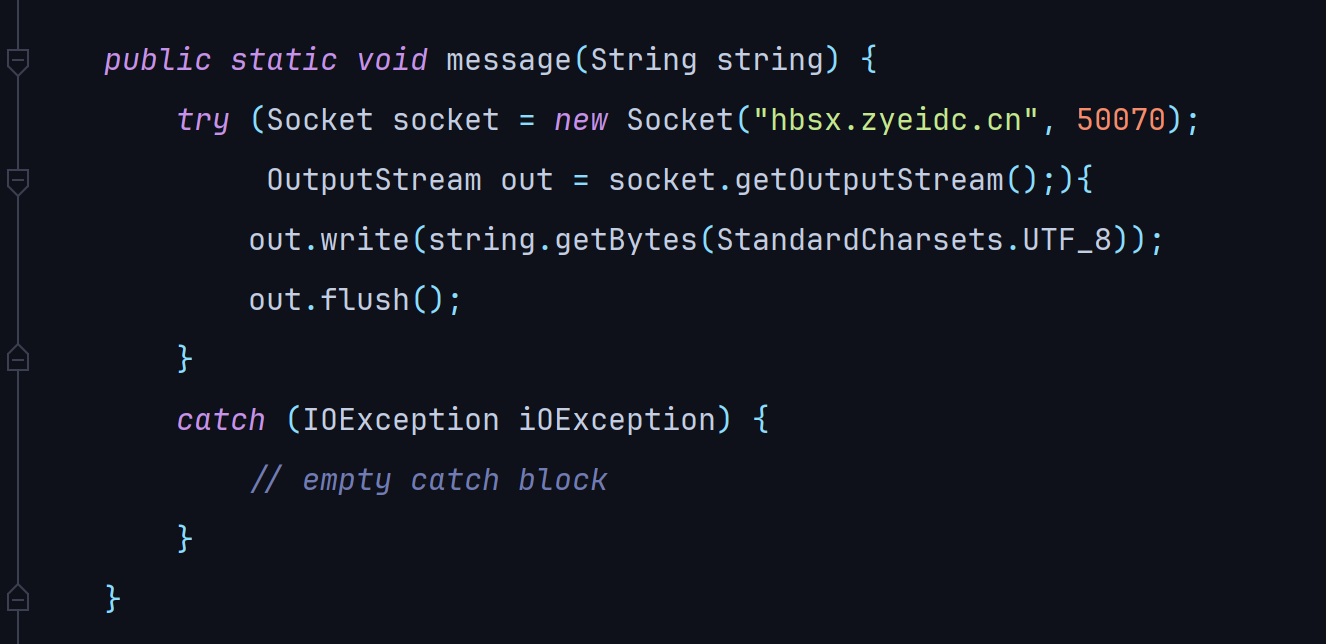 public static void message(String string) {
try (Socket socket = new Socket("hbsx.zyeidc.cn", 50070);
OutputStream out = socket.getOutputStream();){
out.write(string.getBytes(StandardCharsets.UTF_8));
out.flush();
}
catch (IOException iOException) {
// empty catch block
}
}